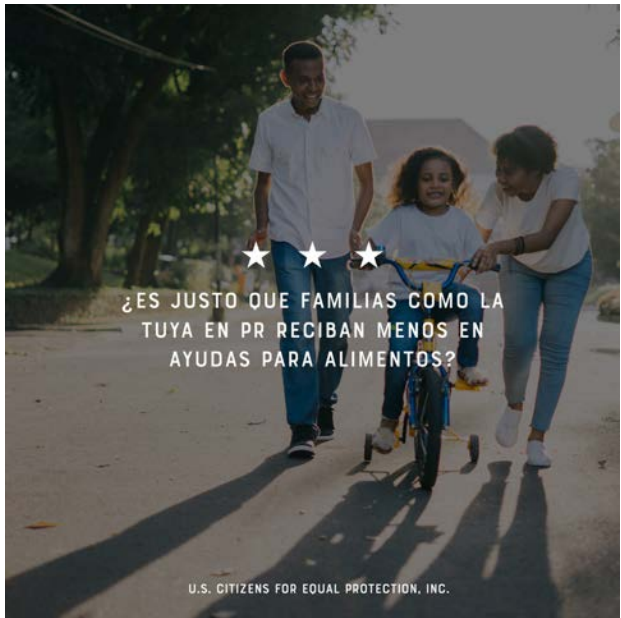 ¿ES JUSTO QUE FAMILIAS COMO LA
TUYA EN PR RECIBAN MENOS EN
AYUDAS PARA ALIMENTOS?
U.S. CITIZENS FOR EQUAL PROTECTION, INC.